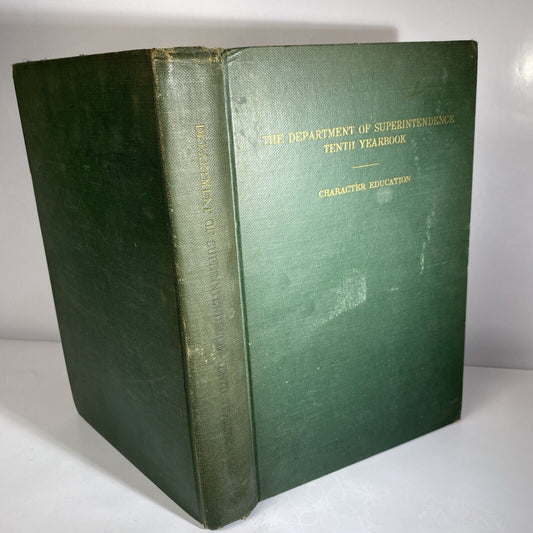 THE DEPARTMENT OF SUPERINTENDENCE
TENTH YEARBOOK
CHARACTER EDUCATION
DEPARTMENT OF SUPERINTENDENCE